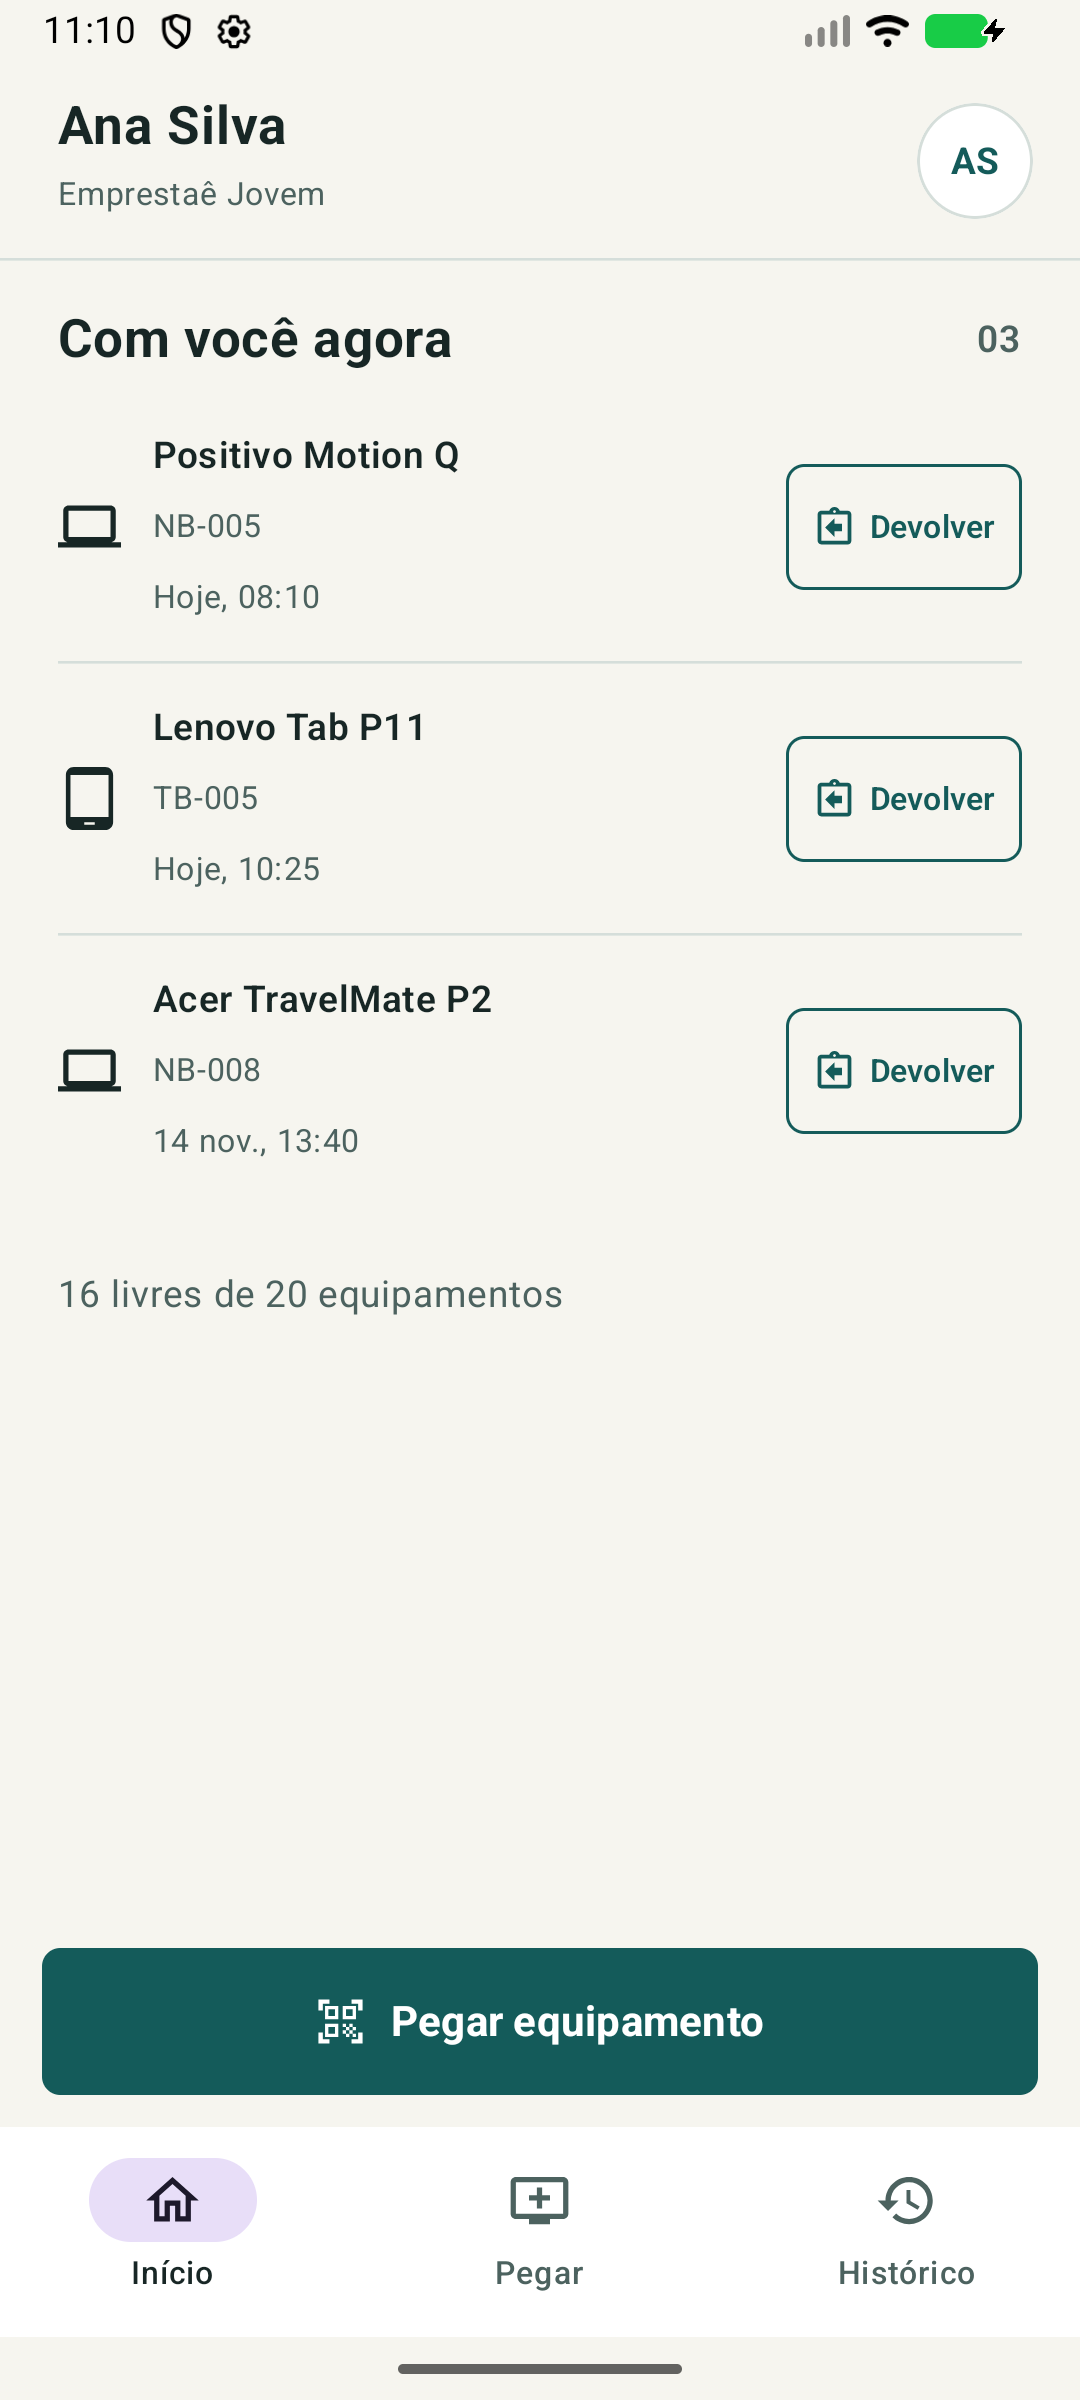 11:10
Ana Silva
Emprestaê Jovem
AS
Com você agora
03
Positivo Motion Q
NB-005
Hoje, 08:10
Devolver
Lenovo Tab P11
TB-005
Hoje, 10:25
Devolver
Acer TravelMate P2
NB-008
14 nov., 13:40
Devolver
16 livres de 20 equipamentos
Pegar equipamento
Início
Pegar
Histórico